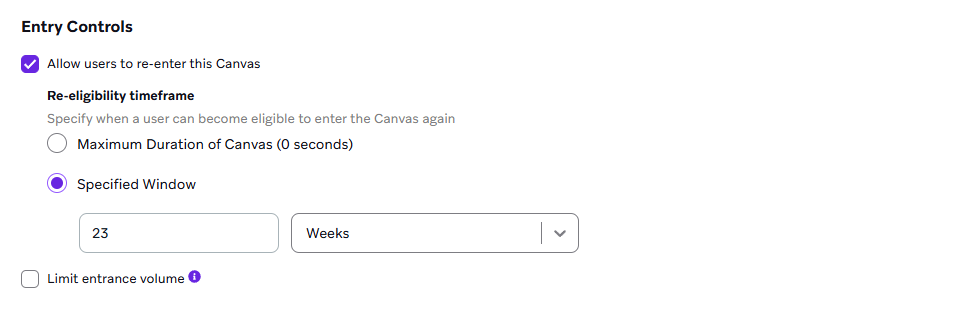 Entry Controls
Allow users to re-enter this Canvas
Re-eligibility timeframe
Specify when a user can become eligible to enter the Canvas again
Maximum Duration of Canvas (0 seconds)
Specified Window
23 Weeks
Limit entrance volume i